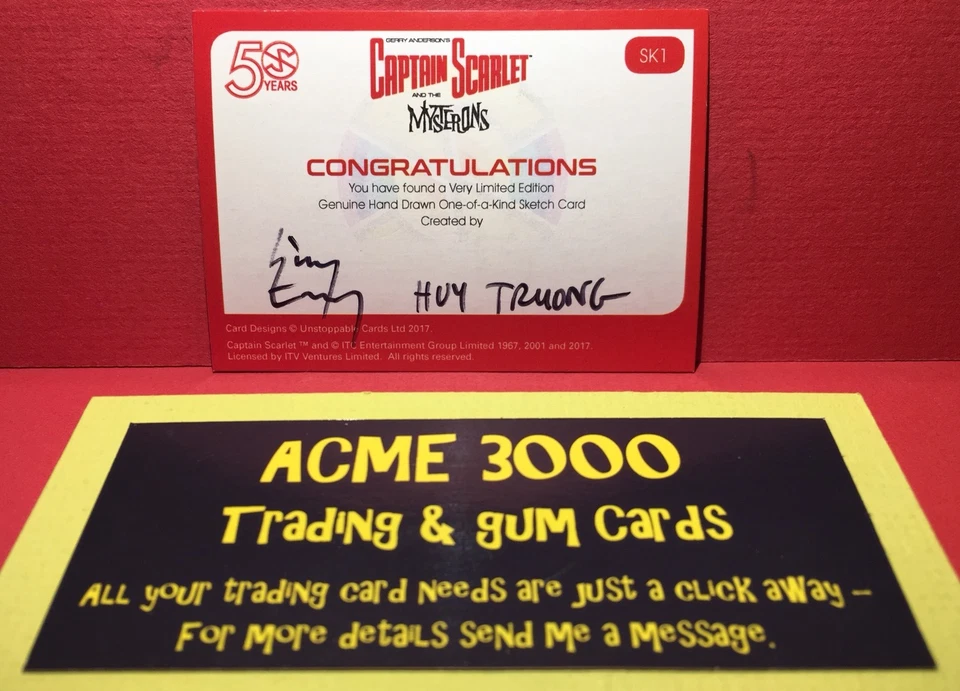 50 YEARS
GERRY ANDERSON'S
CAPTAIN SCARLET™
AND THE
MYSTERONS
SK1
CONGRATULATIONS
You have found a Very Limited Edition
Genuine Hand Drawn One-of-a-Kind Sketch Card
Created by
HUY TRUONG
Card Designs © Unstoppable Cards Ltd 2017.
Captain Scarlet ™ and © ITC Entertainment Group Limited 1967, 2001 and 2017.
Licensed by ITV Ventures Limited. All rights reserved.
ACME 3000
Trading & gum Cards
All your trading card needs are just a click away –
For more details send me a message.